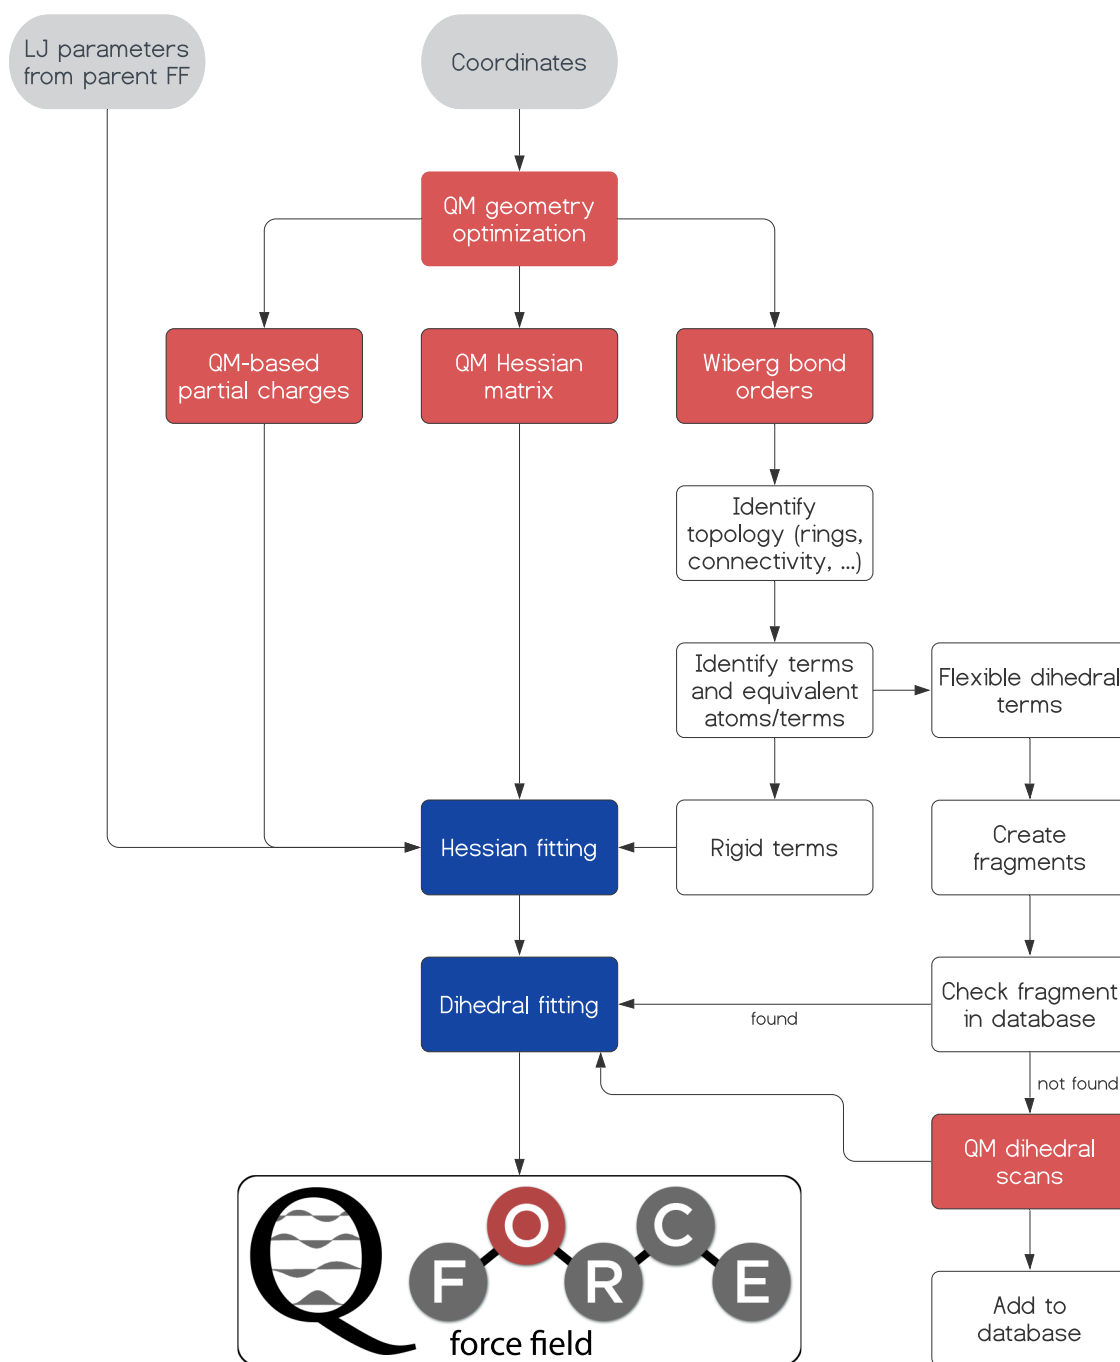 LJ parameters
from parent FF
Coordinates
QM geometry
optimization
QM-based
partial charges
QM Hessian
matrix
Wiberg bond
orders
Identify
topology (rings,
connectivity, ...)
Identify terms
and equivalent
atoms/terms
Flexible dihedral
terms
Hessian fitting
Rigid terms
Create
fragments
Dihedral fitting
found
Check fragment
in database
not found
QM dihedral
scans
Q FORCE
force field
Add to
database